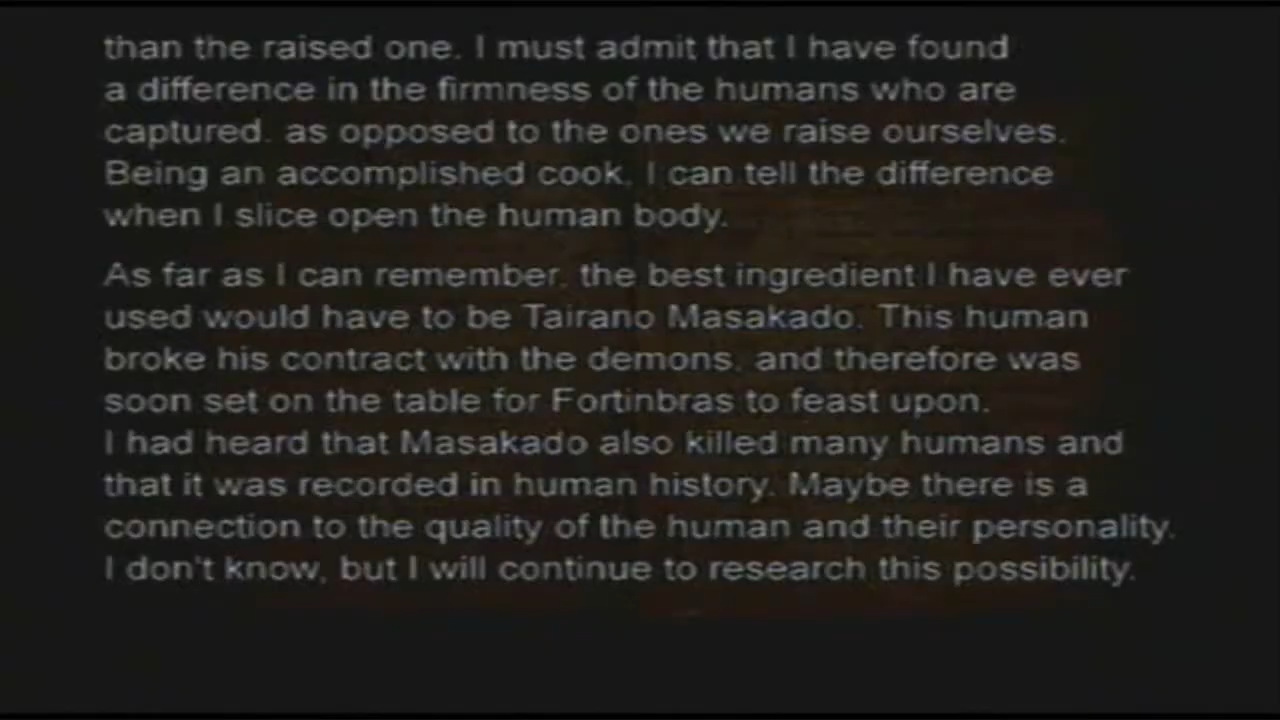 than the raised one. I must admit that I have found
a difference in the firmness of the humans who are
captured. as opposed to the ones we raise ourselves.
Being an accomplished cook, I can tell the difference
when I slice open the human body.
As far as I can remember, the best ingredient I have ever
used would have to be Tairano Masakado. This human
broke his contract with the demons, and therefore was
soon set on the table for Fortinbras to feast upon.
I had heard that Masakado also killed many humans and
that it was recorded in human history. Maybe there is a
connection to the quality of the human and their personality.
I don't know, but I will continue to research this possibility.